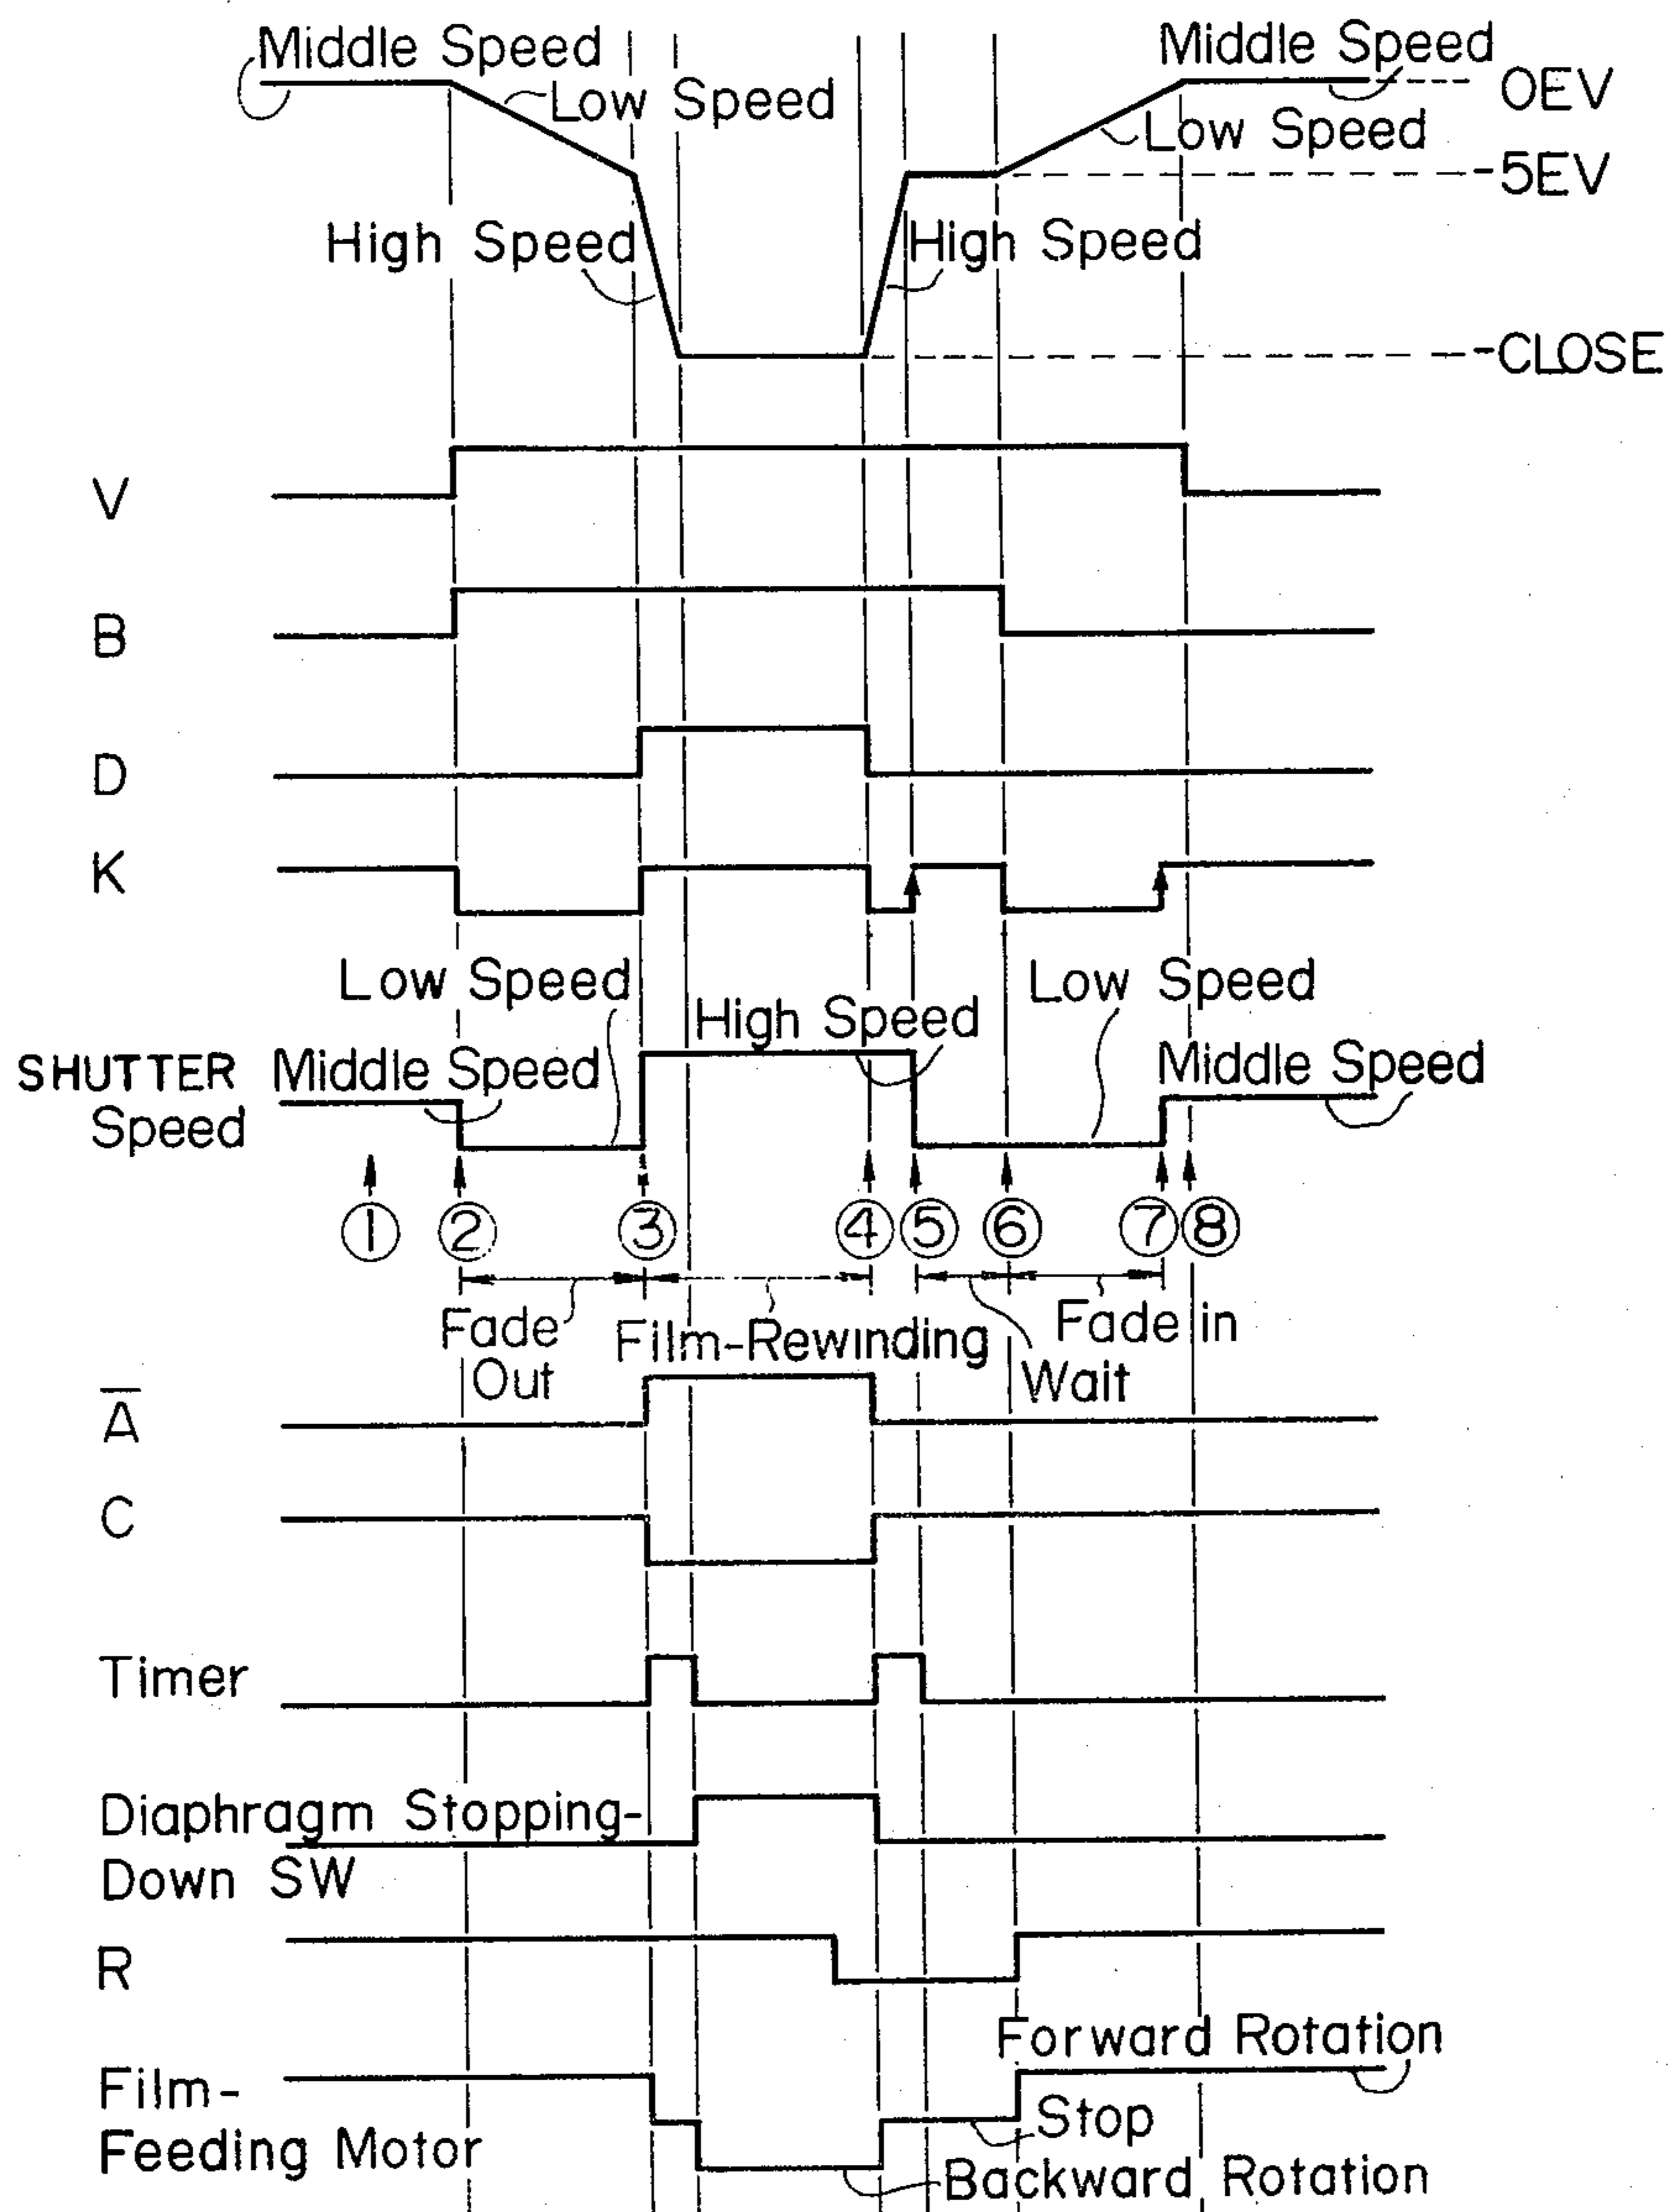 Middle Speed
Middle Speed
Low Speed
OEV
Low Speed
-5EV
High Speed
High Speed
-CLOSE
V
B
D
K
Low Speed
Low Speed
High Speed
SHUTTER
Speed
Middle Speed
Middle Speed
① ② ③ ④ ⑤ ⑥ ⑦ ⑧
Fade
Out
Film-Rewinding
Wait
Fade in
A̅
C
Timer
Diaphragm Stopping-
Down SW
R
Forward Rotation
Film-
Feeding Motor
Stop
Backward Rotation